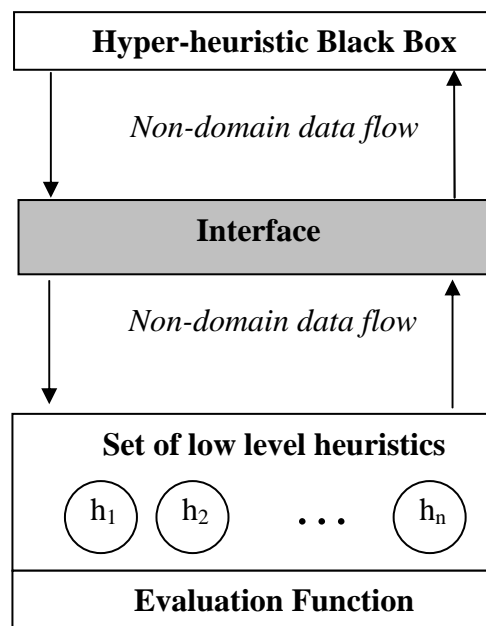 Hyper-heuristic Black Box
Non-domain data flow
Interface
Non-domain data flow
Set of low level heuristics
h₁ h₂ ... hₙ
Evaluation Function